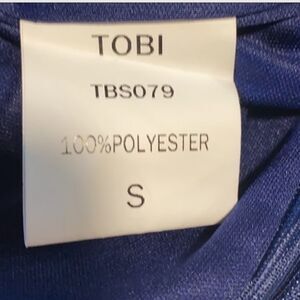 TOBI
TBS079
100%POLYESTER
S